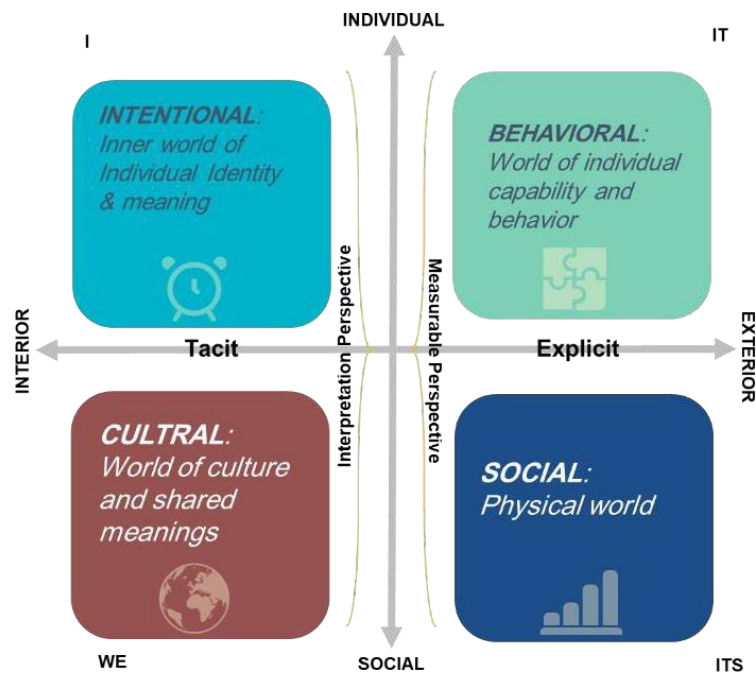 INDIVIDUAL
I
IT
INTENTIONAL:
Inner world of
Individual Identity
& meaning
BEHAVIORAL:
World of individual
capability and
behavior
Interpretation Perspective
Measurable Perspective
INTERIOR
Tacit
Explicit
EXTERIOR
CULTRAL:
World of culture
and shared
meanings
SOCIAL:
Physical world
WE
SOCIAL
ITS